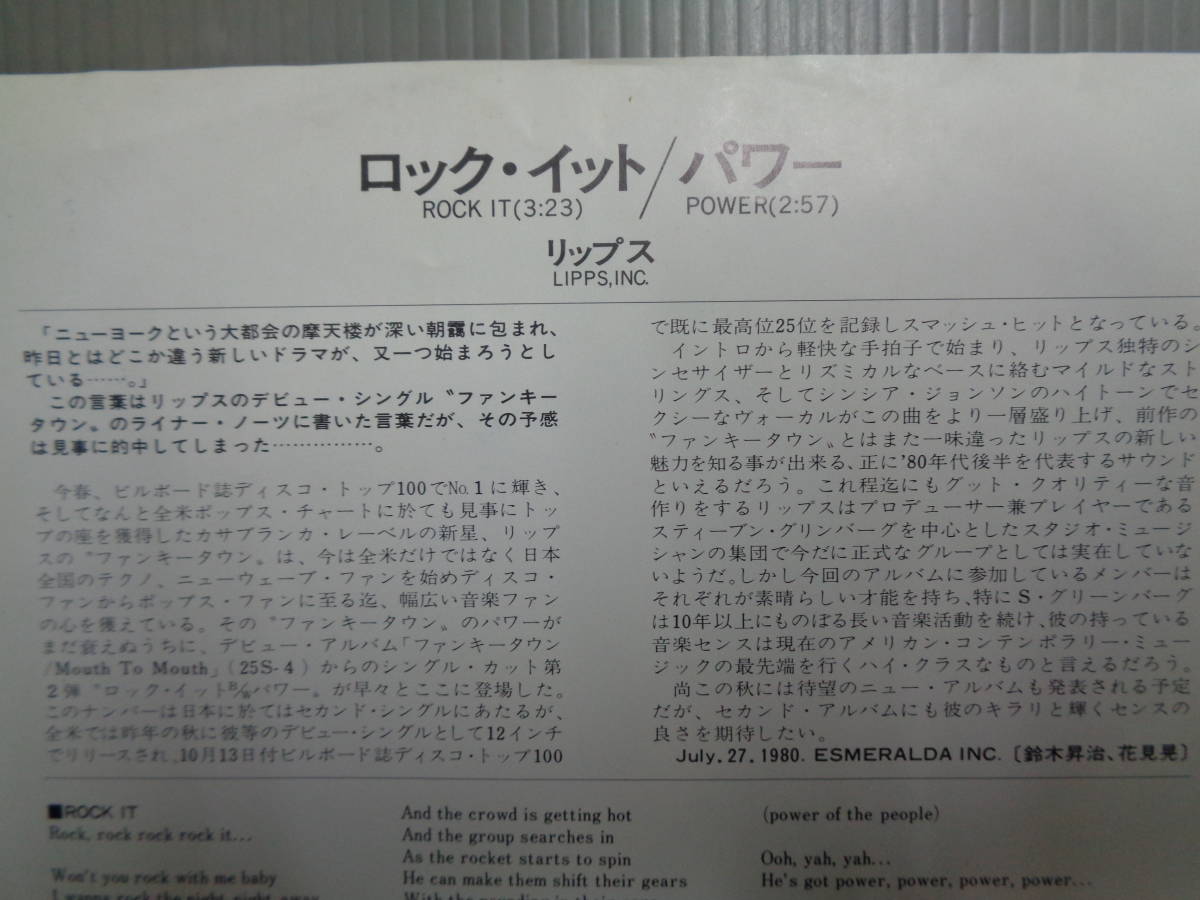 ロック・イット/パワー
ROCK IT(3:23) POWER(2:57)
リップス
LIPPS,INC.
「ニューヨークという大都会の摩天楼が深い朝靄に包まれ、
昨日とはどこか違う新しいドラマが、又一つ始まろうとし
ている……。」
この言葉はリップスのデビュー・シングル〝ファンキー
タウン〟のライナー・ノーツに書いた言葉だが、その予感
は見事に的中してしまった……………。
今春、ビルボード誌ディスコ・トップ100でNo.1に輝き、
そしてなんと全米ポップス・チャートに於ても見事にトッ
プの座を獲得したカサブランカ・レーベルの新星、リップ
スの〝ファンキータウン〟は、今は全米だけではなく日本
全国のテクノ、ニューウェーブ・ファンを始めディスコ・
ファンからポップス・ファンに至る迄、幅広い音楽ファン
の心を獲えている。その〝ファンキータウン〟のパワーが
まだ衰えぬうちに、デビュー・アルバム「ファンキータウン
/Mouth To Mouth」(25S-4)からのシングル・カット第
2弾〝ロック・イットB/Wパワー〟が早々とここに登場した。
このナンバーは日本に於てはセカンド・シングルにあたるが、
全米では昨年の秋に彼等のデビュー・シングルとして12インチ
でリリースされ、10月13日付ビルボード誌ディスコ・トップ100
で既に最高位25位を記録しスマッシュ・ヒットとなっている。
イントロから軽快な手拍子で始まり、リップス独特のシ
ンセサイザーとリズミカルなベースに絡むマイルドなスト
リングス、そしてシンシア・ジョンソンのハイトーンでセ
クシーなヴォーカルがこの曲をより一層盛り上げ、前作の
〝ファンキータウン〟とはまた一味違ったリップスの新しい
魅力を知る事が出来る、正に'80年代後半を代表するサウンド
といえるだろう。これ程迄にもグット・クオリティーな音
作りをするリップスはプロデューサー兼プレイヤーである
スティーブン・グリンバーグを中心としたスタジオ・ミュージ
シャンの集団で今だに正式なグループとしては実在していな
いようだ。しかし今回のアルバムに参加しているメンバーは
それぞれが素晴らしい才能を持ち、特にS・グリーンバーグ
は10年以上にものぼる長い音楽活動を続け、彼の持っている
音楽センスは現在のアメリカン・コンテンポラリー・ミュー
ジックの最先端を行くハイ・クラスなものと言えるだろう。
尚この秋には待望のニュー・アルバムも発表される予定
だが、セカンド・アルバムにも彼のキラリと輝くセンスの
良さを期待したい。
July. 27. 1980. ESMERALDA INC.〔鈴木昇治、花見晃〕
■ROCK IT
Rock, rock rock rock it…
Won't you rock with me baby
I wanna rock the night, night away
And the crowd is getting hot
And the group searches in
As the rocket starts to spin
He can make them shift their gears
(power of the people)
Ooh, yah, yah…
He's got power, power, power, power…